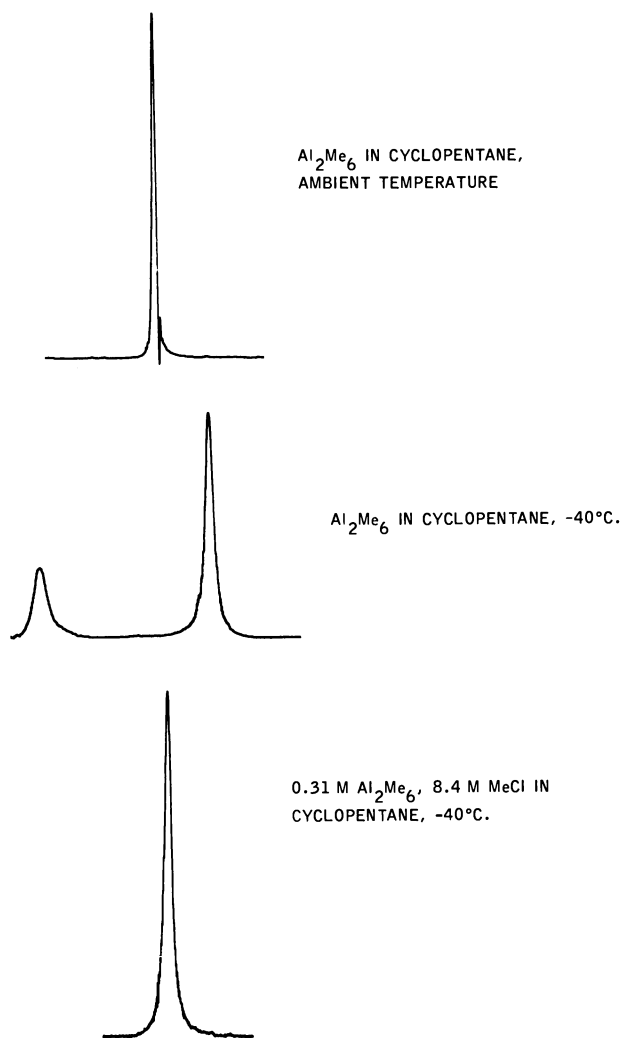 Al₂Me₆ IN CYCLOPENTANE,
AMBIENT TEMPERATURE
Al₂Me₆ IN CYCLOPENTANE, -40°C.
0.31 M Al₂Me₆, 8.4 M MeCl IN
CYCLOPENTANE, -40°C.